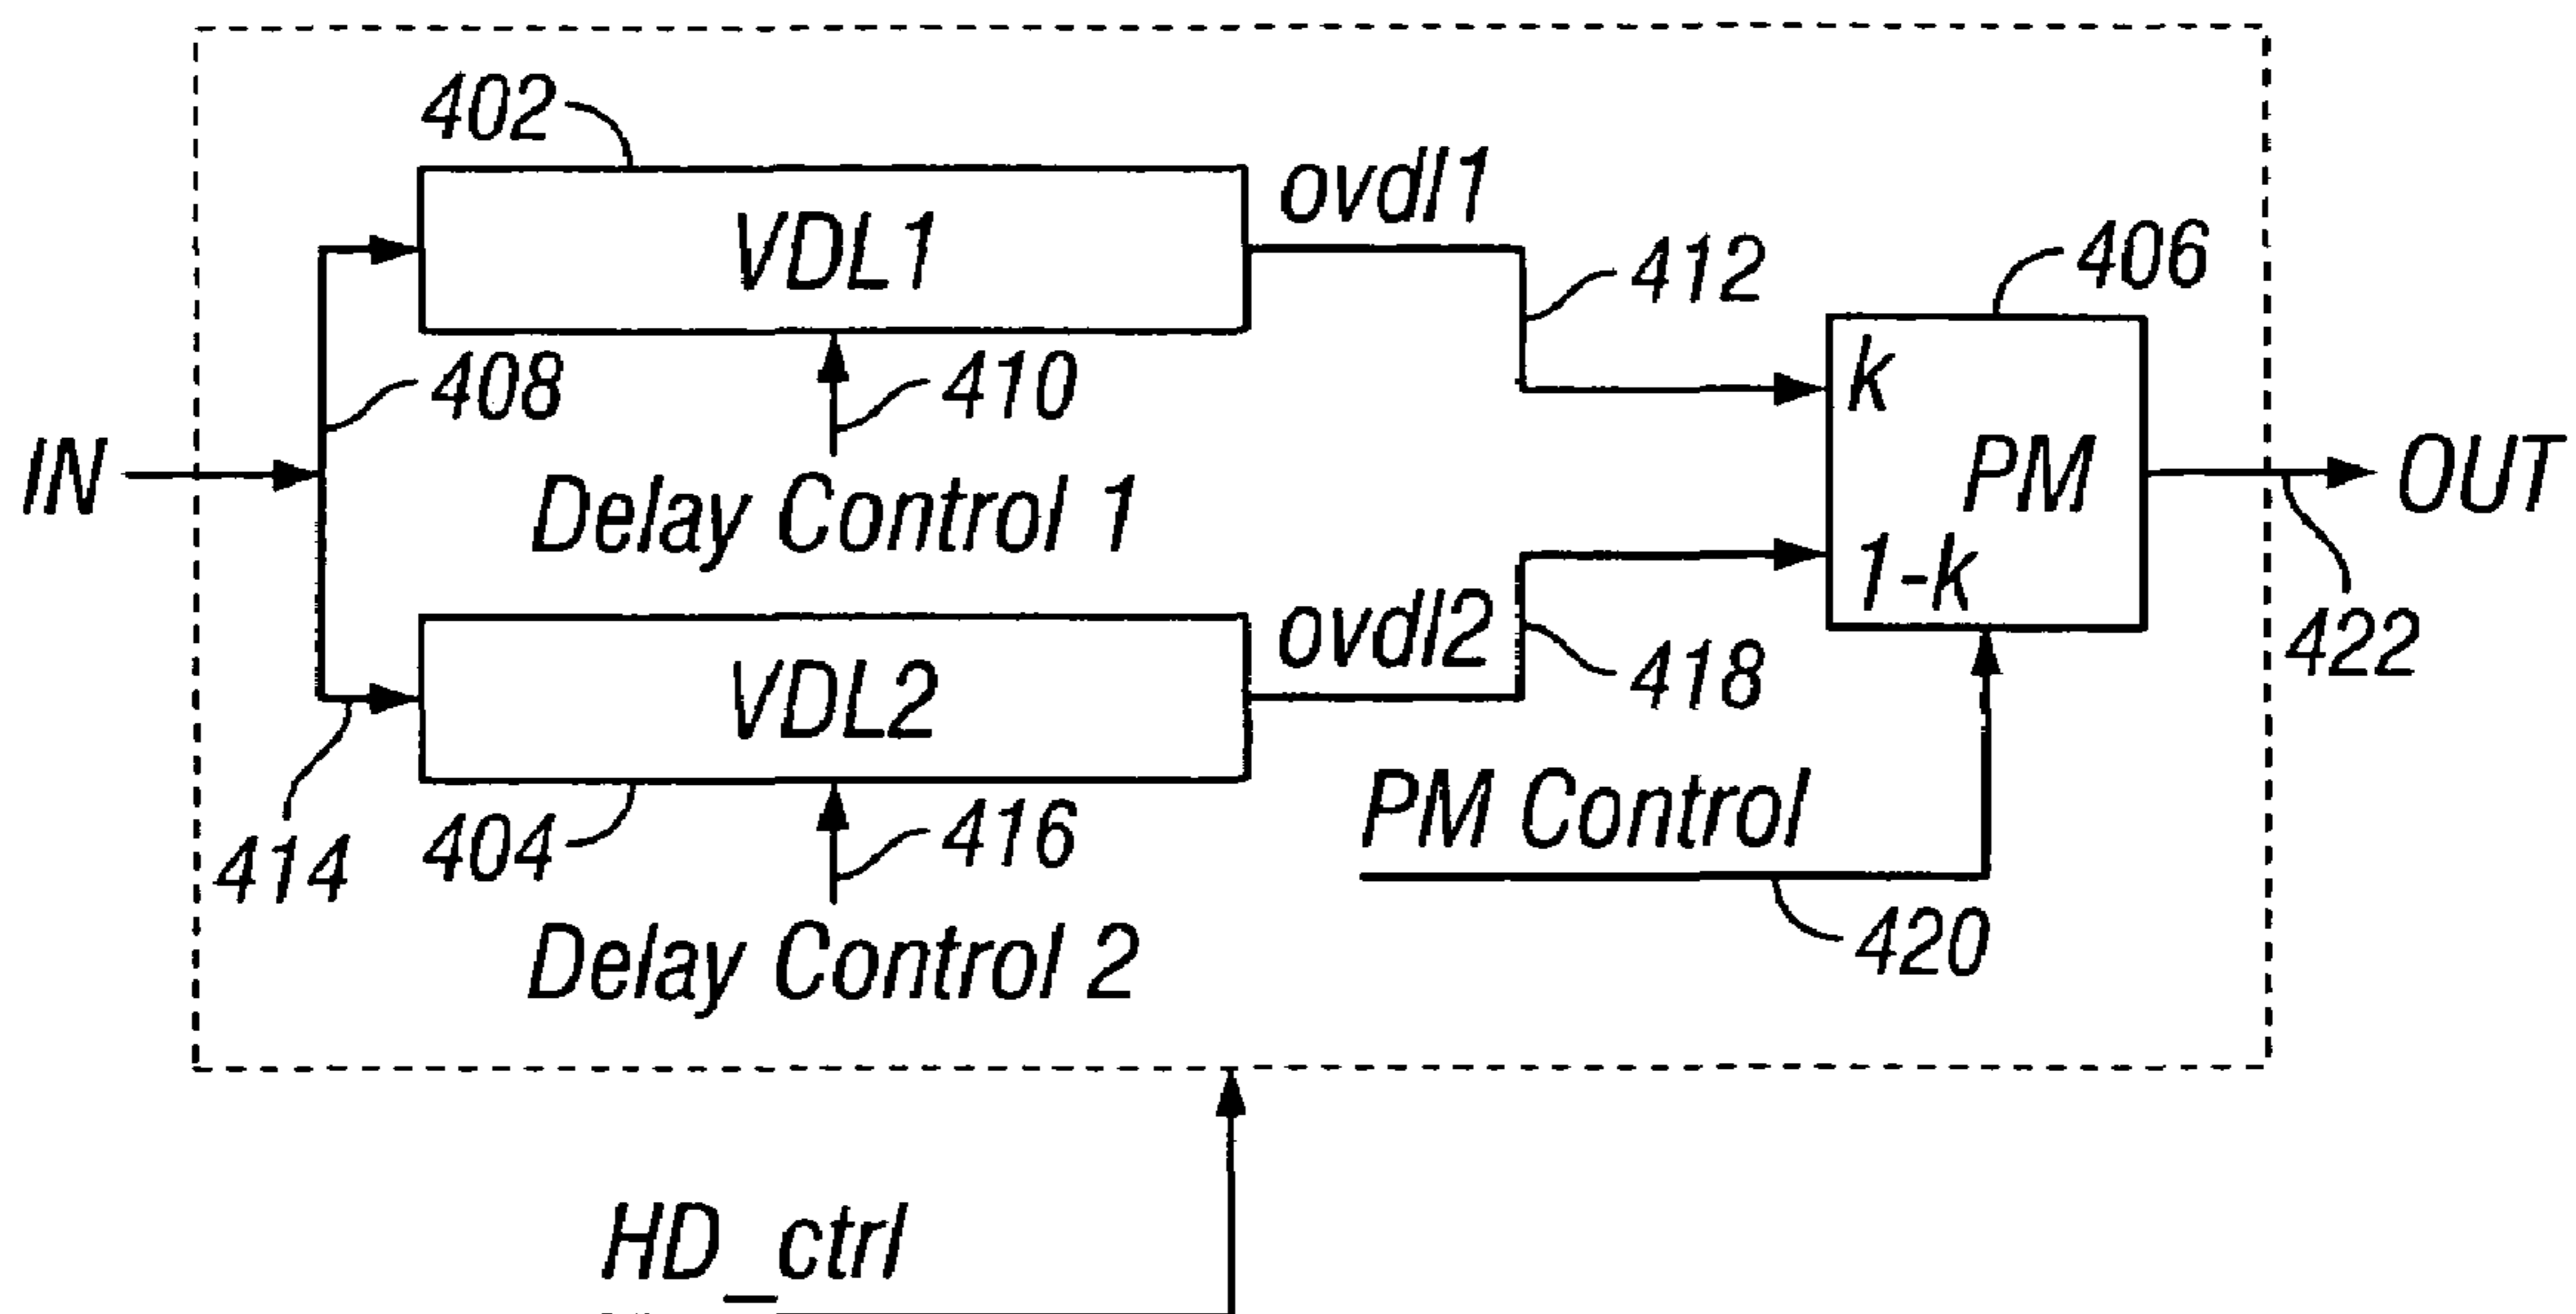 402
VDL1
ovdl1
412
406
408
410
k
IN
Delay Control 1
PM
OUT
1-k
VDL2
ovdl2
418
422
414
404
416
PM Control
420
Delay Control 2
HD_ctrl